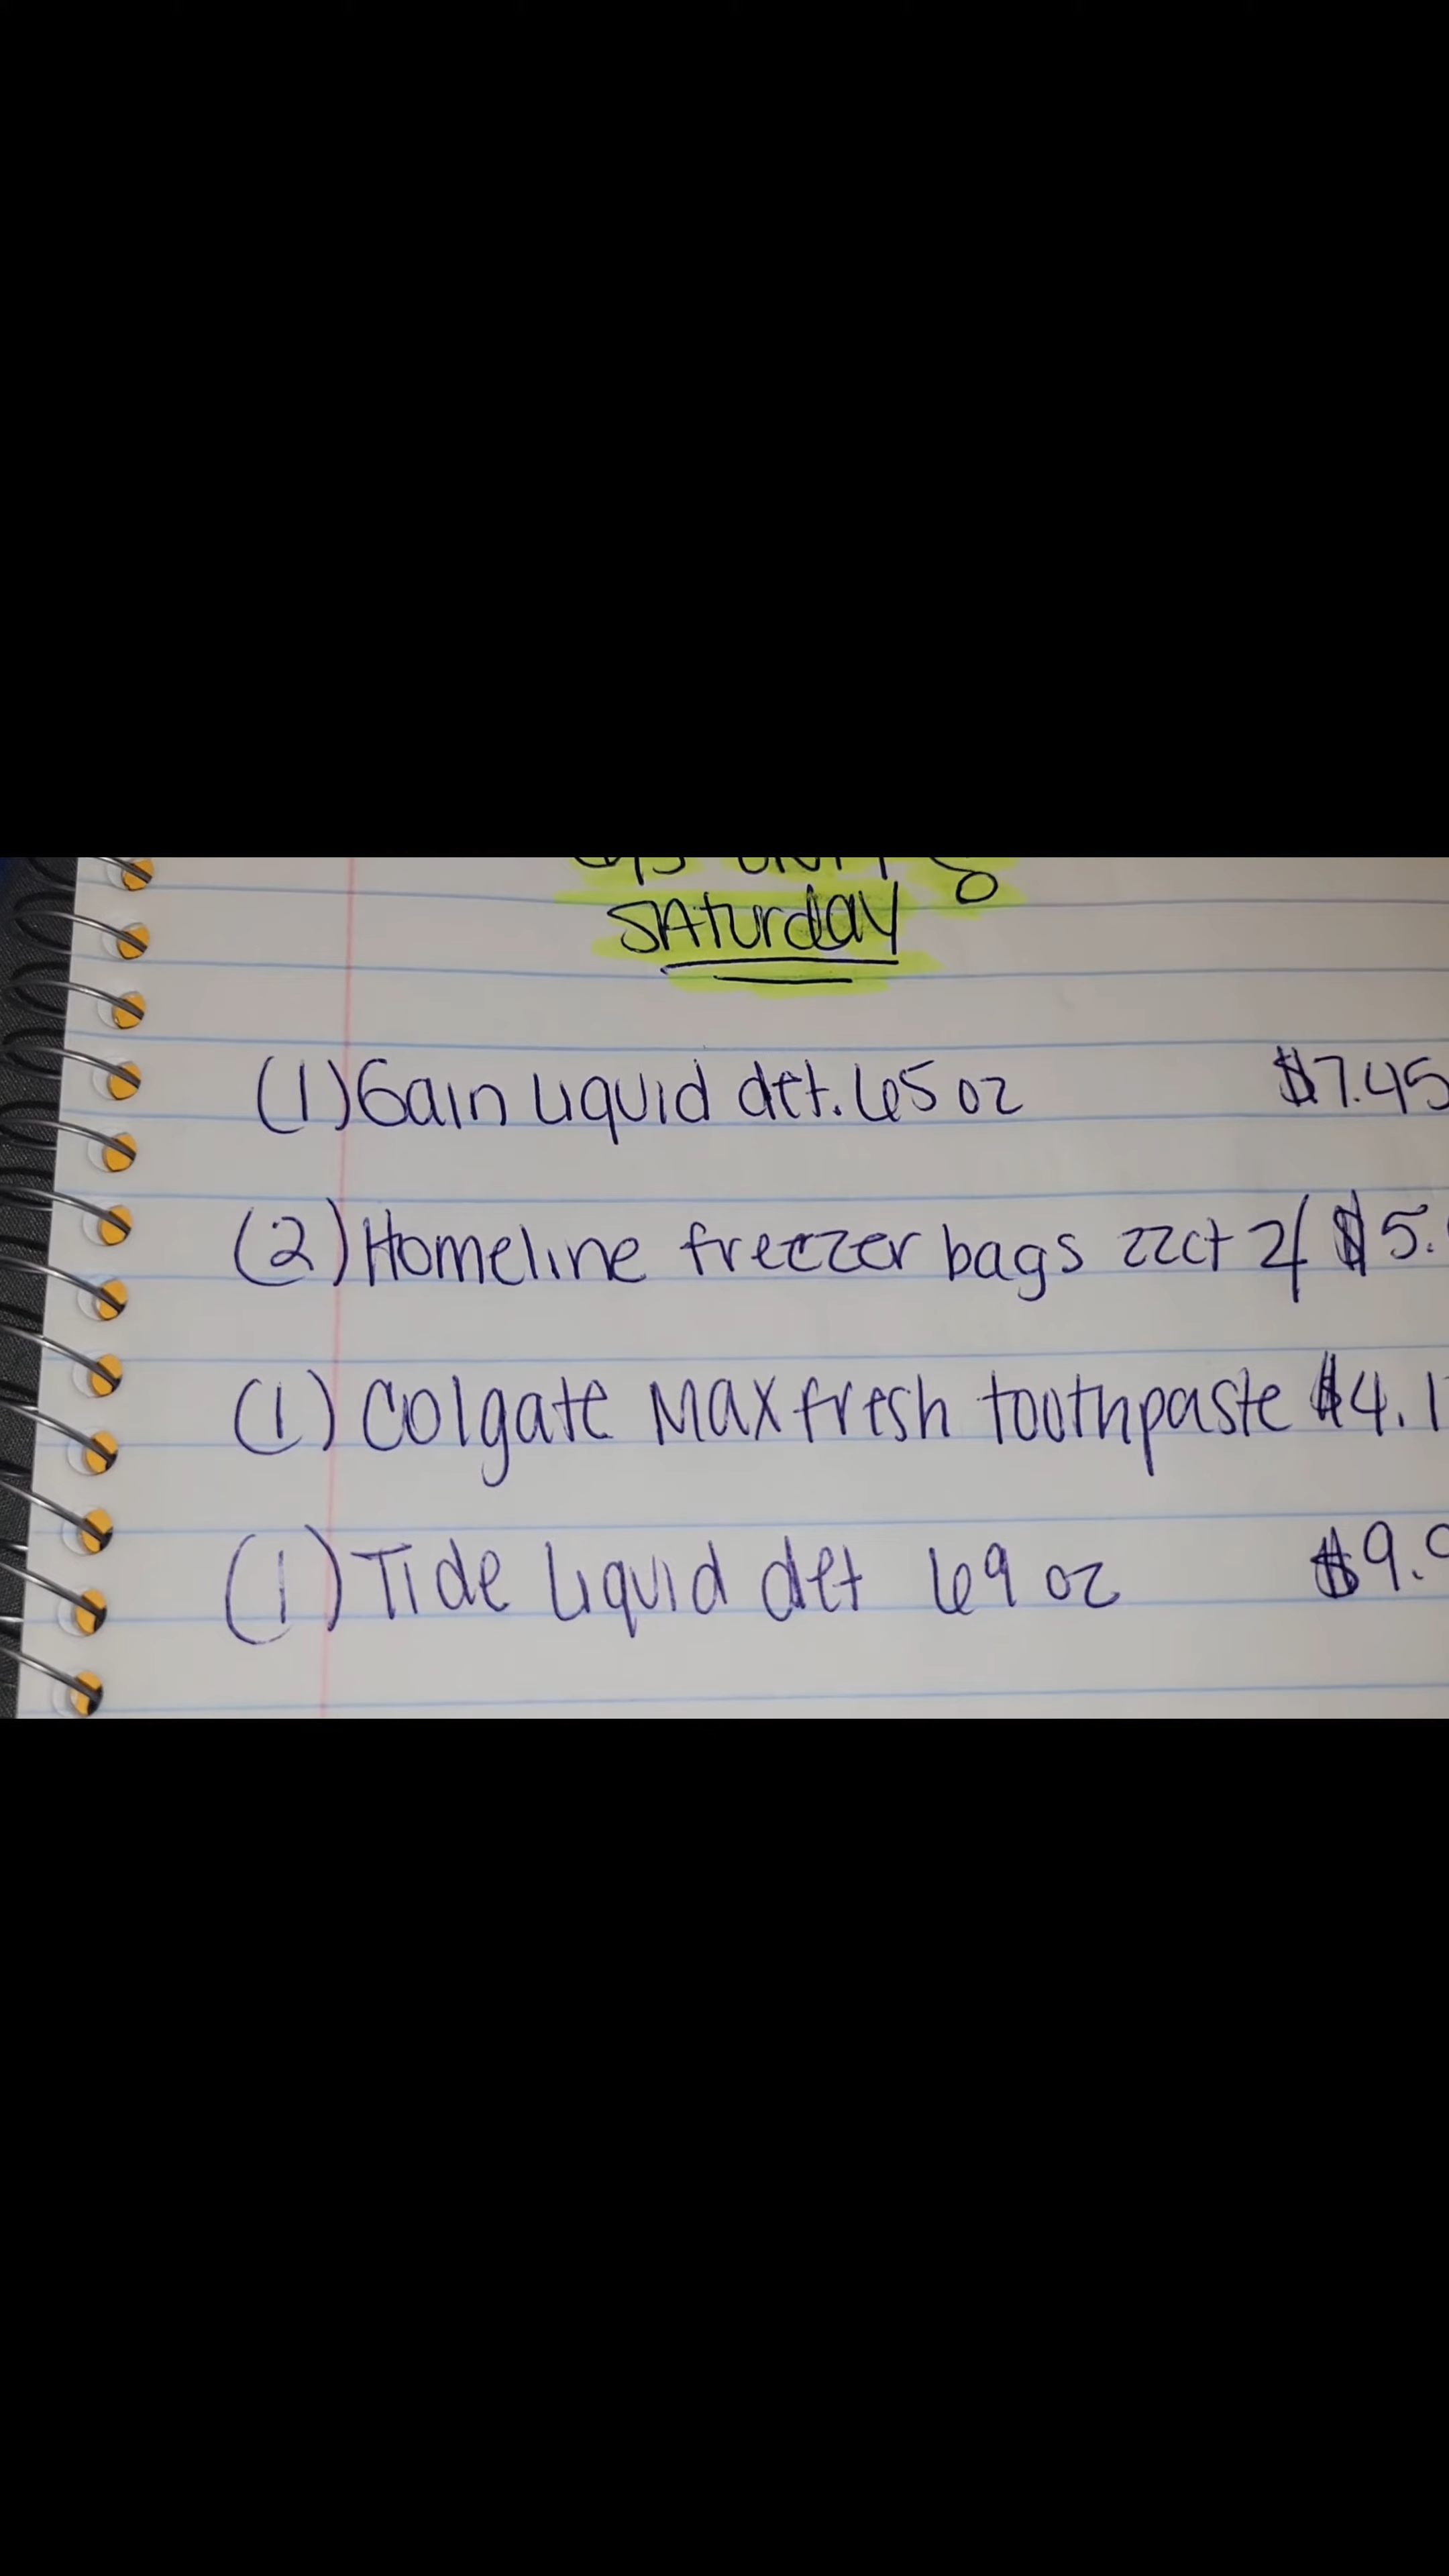 SATurday
(1) Gain Liquid det. 65 oz $7.45
(2) Homeline freezer bags 22ct 2/ $5.
(1) Colgate Max fresh toothpaste $4.1
(1) Tide Liquid det 69 oz $9.9